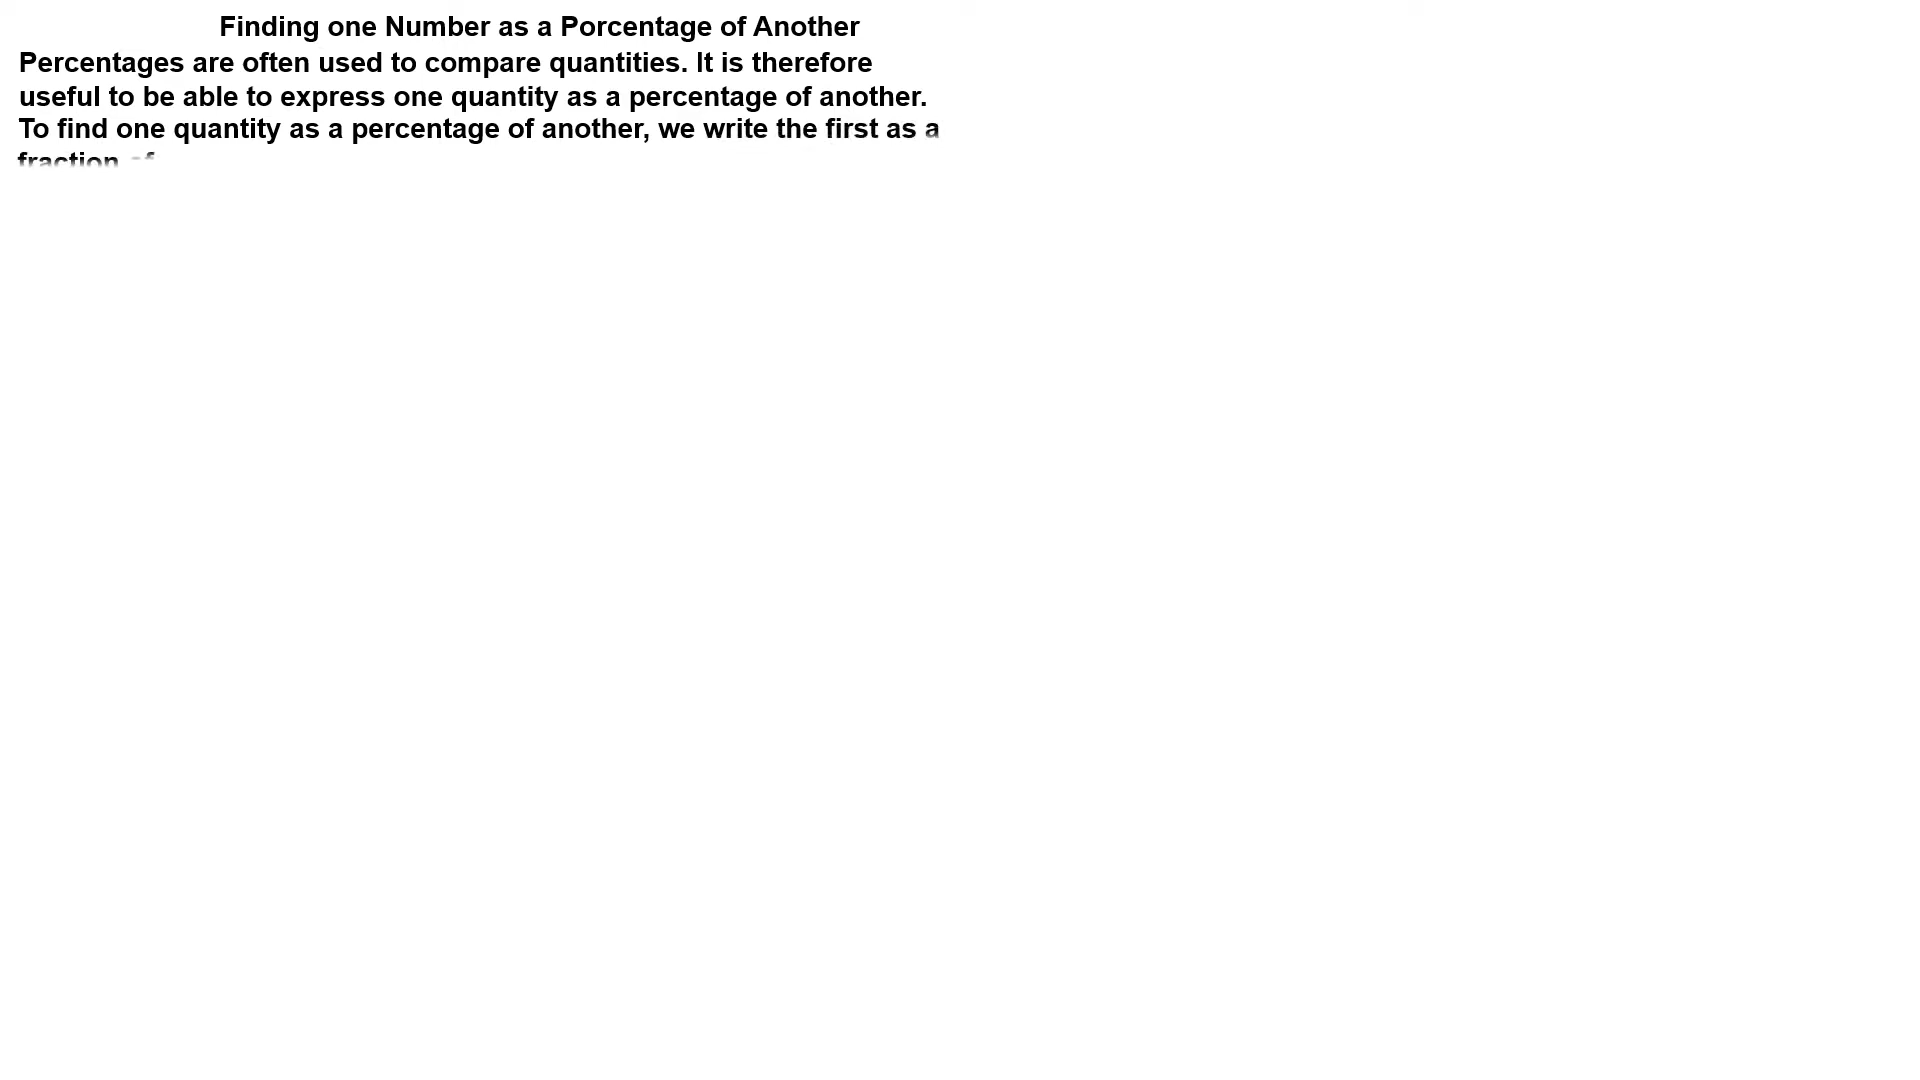 Finding one Number as a Porcentage of Another
Percentages are often used to compare quantities. It is therefore
useful to be able to express one quantity as a percentage of another.
To find one quantity as a percentage of another, we write the first as a
fraction of